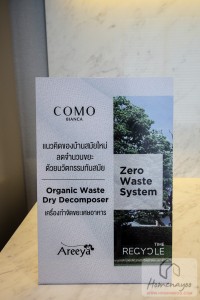 COMO
BIANCA
แนวคิดของบ้านสมัยใหม่
ลดจำนวนขยะ
ด้วยนวัตกรรมทันสมัย
Organic Waste
Dry Decomposer
เครื่องกำจัดขยะเศษอาหาร
Areeya
Zero
Waste
System
TIME
RECYCLE
Homenayoo